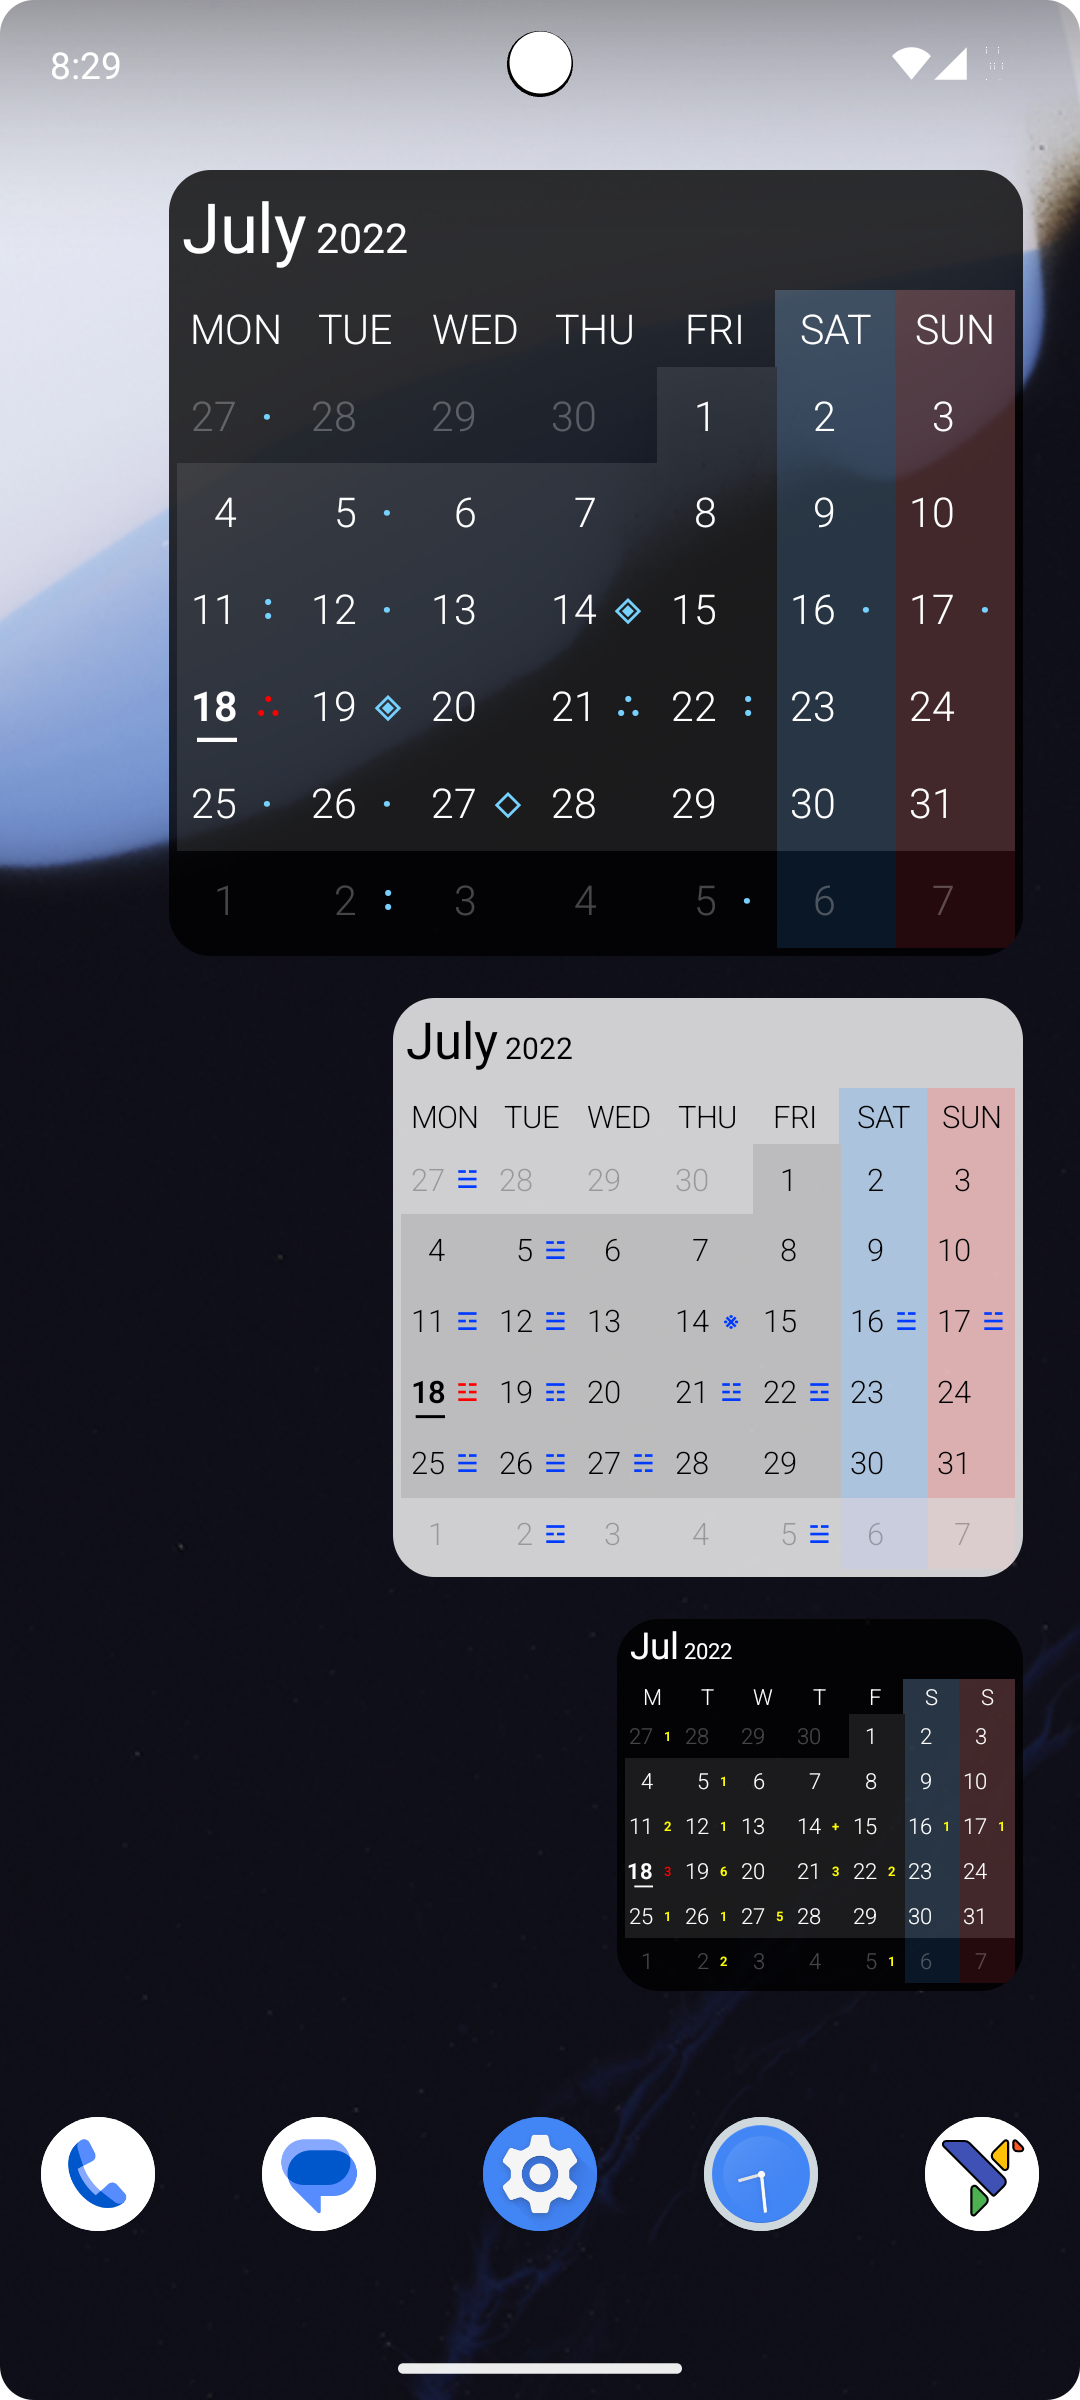 8:29
July 2022
MON TUE WED THU FRI SAT SUN
27 · 28 29 30 1 2 3
4 5 · 6 7 8 9 10
11 : 12 · 13 14 ◈ 15 16 · 17 ·
18 ∴ 19 ◈ 20 21 ∴ 22 : 23 24
25 · 26 · 27 ◇ 28 29 30 31
1 2 : 3 4 5 · 6 7
July 2022
MON TUE WED THU FRI SAT SUN
27 ☱ 28 29 30 1 2 3
4 5 ☱ 6 7 8 9 10
11 ☲ 12 ☱ 13 14 ※ 15 16 ☱ 17 ☱
18 ☷ 19 ☶ 20 21 ☳ 22 ☲ 23 24
25 ☱ 26 ☱ 27 ☵ 28 29 30 31
1 2 ☲ 3 4 5 ☱ 6 7
Jul 2022
M T W T F S S
27 1 28 29 30 1 2 3
4 5 1 6 7 8 9 10
11 2 12 1 13 14 + 15 16 1 17 1
18 3 19 6 20 21 3 22 2 23 24
25 1 26 1 27 5 28 29 30 31
1 2 2 3 4 5 1 6 7